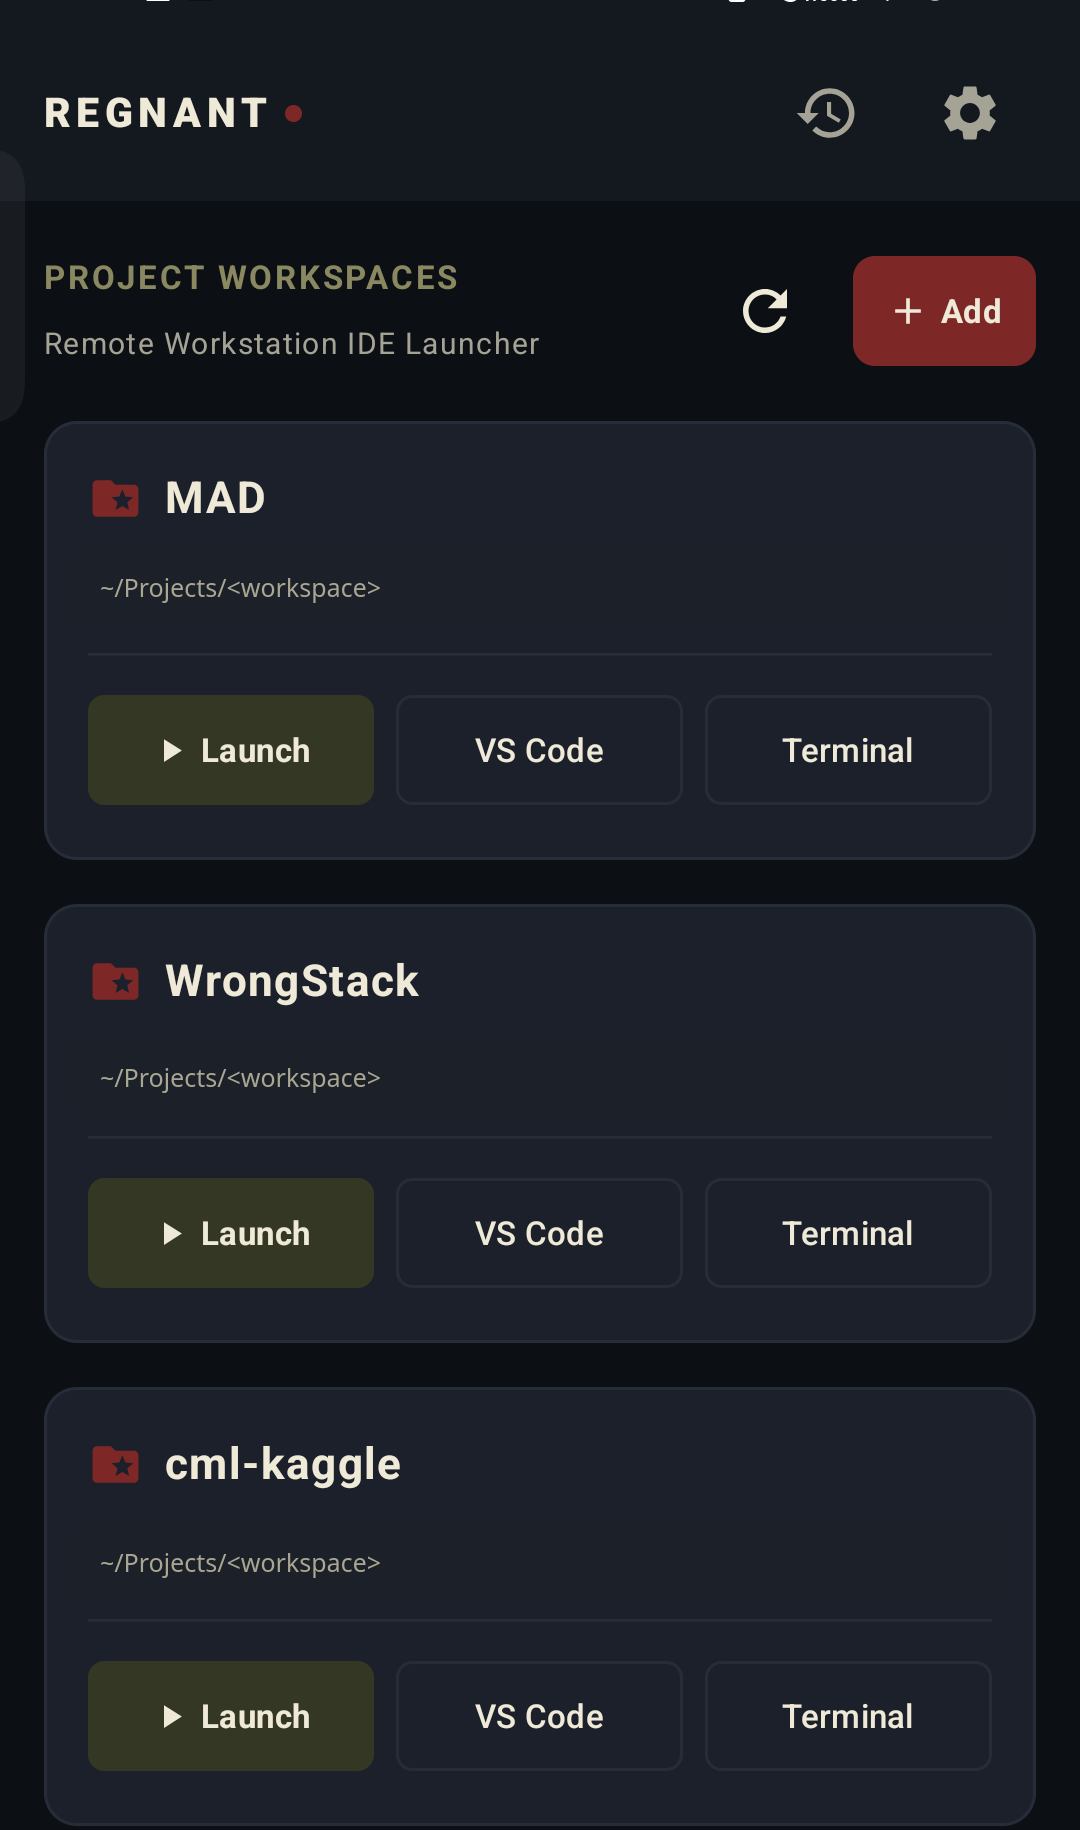 REGNANT
PROJECT WORKSPACES
Remote Workstation IDE Launcher
Add
MAD
~/Projects/<workspace>
Launch
VS Code
Terminal
WrongStack
~/Projects/<workspace>
Launch
VS Code
Terminal
cml-kaggle
~/Projects/<workspace>
Launch
VS Code
Terminal